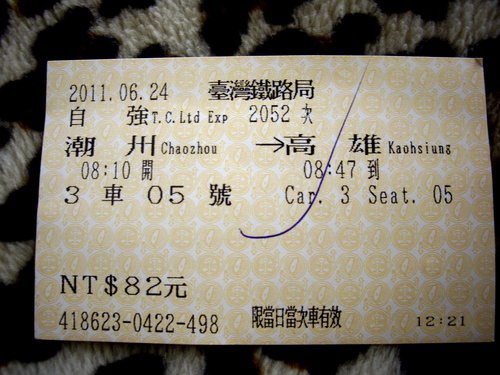 2011.06.24 臺灣鐵路局
自 強 T.C.Ltd Exp 2052 次
潮 州 Chaozhou →高 雄 Kaohsiung
08:10 開 08:47 到
3 車 05 號 Car. 3 Seat. 05
NT$82元
418623-0422-498 限當日當次車有效 12:21